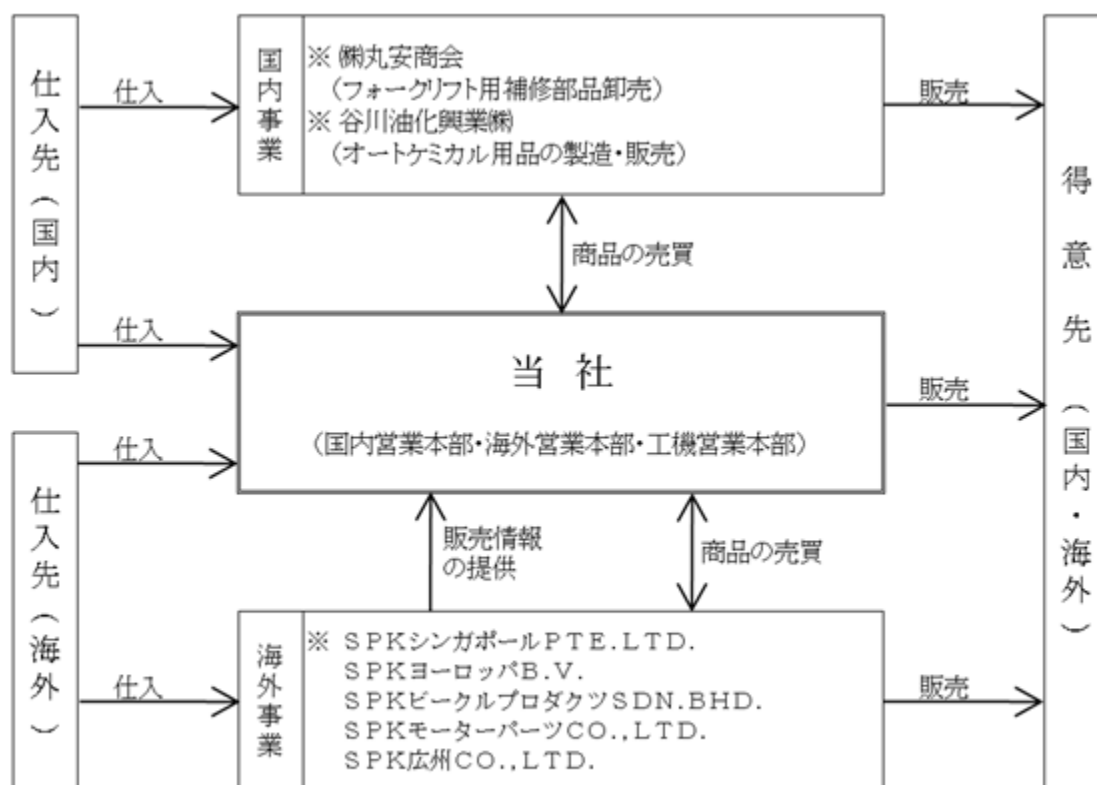 仕入先（国内）
仕入
国内事業
※ ㈱丸安商会
（フォークリフト用補修部品卸売）
※ 谷川油化興業㈱
（オートケミカル用品の製造・販売）
販売
得意先（国内・海外）
商品の売買
仕入
当 社
（国内営業本部・海外営業本部・工機営業本部）
販売
仕入先（海外）
仕入
販売情報
の提供
商品の売買
仕入
海外事業
※ ＳＰＫシンガポールＰＴＥ.ＬＴＤ.
ＳＰＫヨーロッパＢ.Ｖ.
ＳＰＫビークルプロダクツＳＤＮ.ＢＨＤ.
ＳＰＫモーターパーツＣＯ.,ＬＴＤ.
ＳＰＫ広州ＣＯ.,ＬＴＤ.
販売